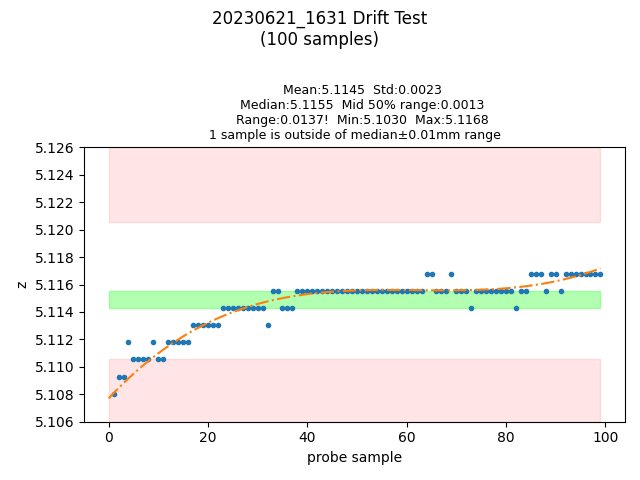 20230621_1631 Drift Test
(100 samples)
Mean:5.1145  Std:0.0023
Median:5.1155  Mid 50% range:0.0013
Range:0.0137!  Min:5.1030  Max:5.1168
1 sample is outside of median±0.01mm range
5.126
5.124
5.122
5.120
5.118
5.116
5.114
5.112
5.110
5.108
5.106
z
0 20 40 60 80 100
probe sample